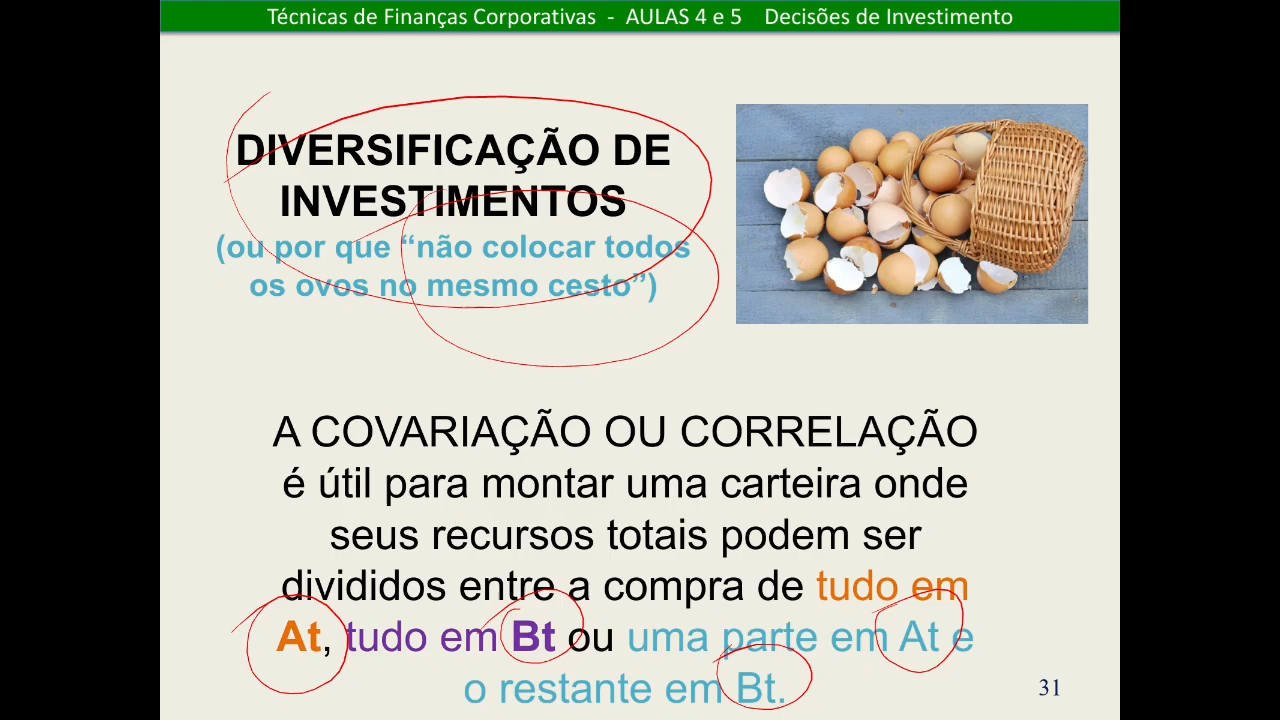 Técnicas de Finanças Corporativas - AULAS 4 e 5 Decisões de Investimento
DIVERSIFICAÇÃO DE
INVESTIMENTOS
(ou por que “não colocar todos
os ovos no mesmo cesto”)
A COVARIAÇÃO OU CORRELAÇÃO
é útil para montar uma carteira onde
seus recursos totais podem ser
divididos entre a compra de tudo em
At, tudo em Bt ou uma parte em At e
o restante em Bt.
31